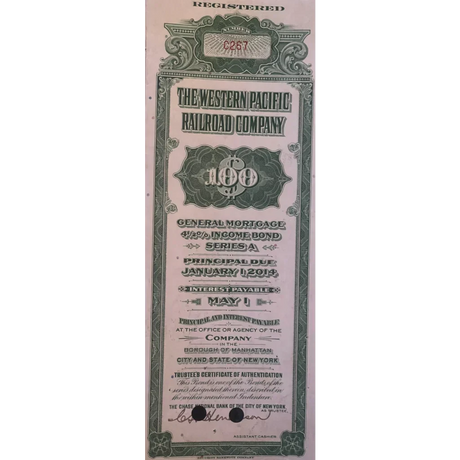 REGISTERED
NUMBER
C267
THE WESTERN PACIFIC
RAILROAD COMPANY
$100
GENERAL MORTGAGE
4½% INCOME BOND
SERIES A
PRINCIPAL DUE
JANUARY 1, 2014
INTEREST PAYABLE
MAY 1
PRINCIPAL AND INTEREST PAYABLE
AT THE OFFICE OR AGENCY OF THE
COMPANY
IN THE
BOROUGH OF MANHATTAN,
CITY AND STATE OF NEW YORK
TRUSTEE'S CERTIFICATE OF AUTHENTICATION
This Bond is one of the Bonds, of the
series designated therein, described in
the within mentioned Indenture.
THE CHASE NATIONAL BANK OF THE CITY OF NEW YORK
AS TRUSTEE,
ASSISTANT CASHIER.